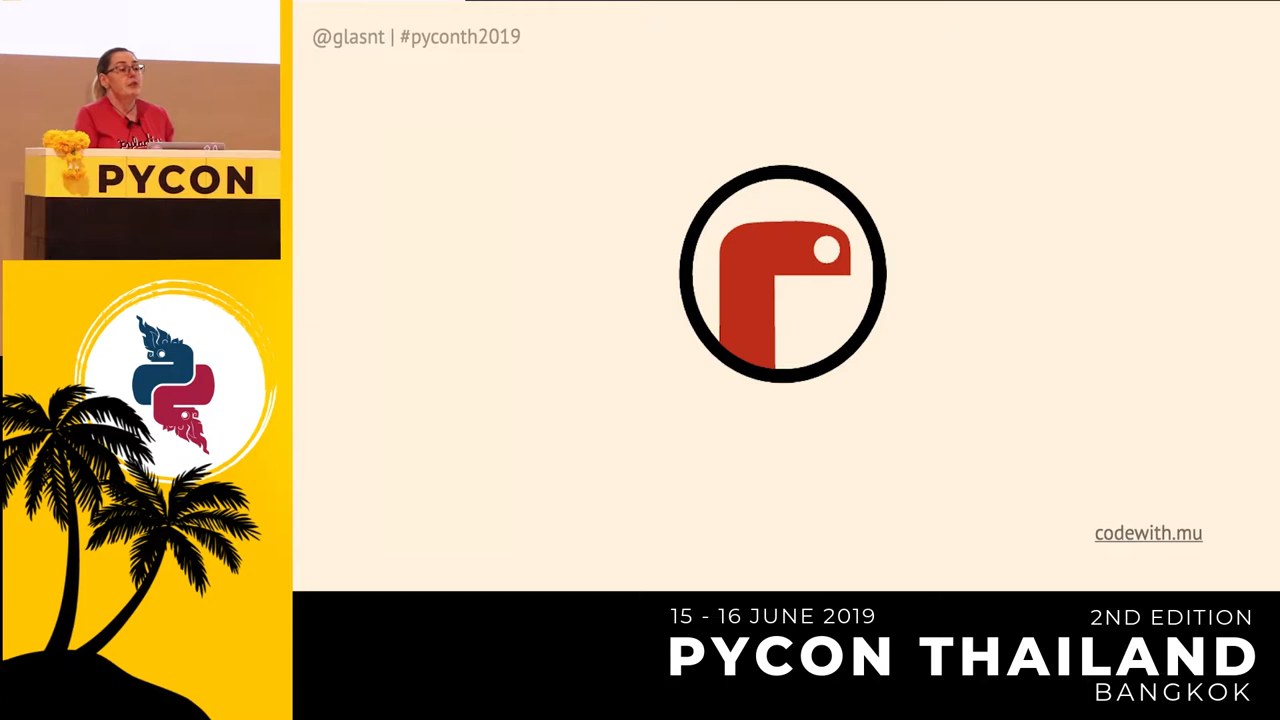 @glasnt | #pyconth2019
PYCON
codewith.mu
15 - 16 JUNE 2019
2ND EDITION
PYCON THAILAND
BANGKOK